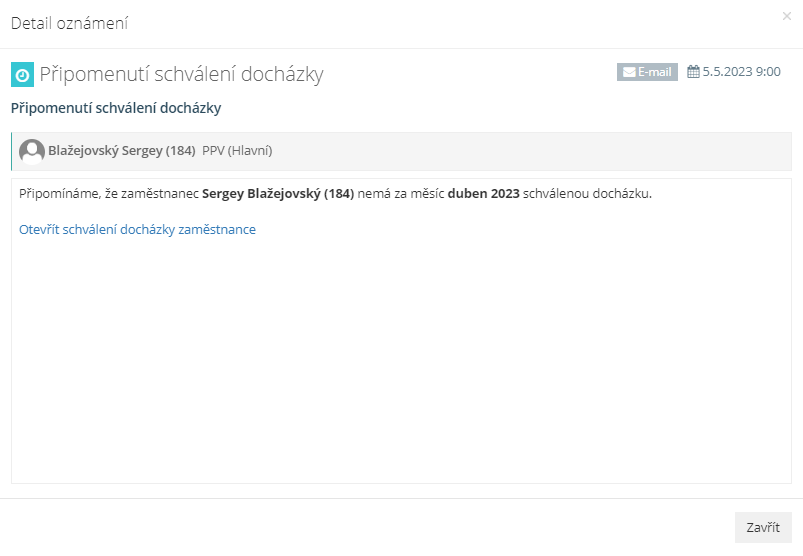 Detail oznámení
×
Připomenutí schválení docházky
E-mail 5.5.2023 9:00
Připomenutí schválení docházky
Blažejovský Sergey (184) PPV (Hlavní)
Připomínáme, že zaměstnanec Sergey Blažejovský (184) nemá za měsíc duben 2023 schválenou docházku.
Otevřít schválení docházky zaměstnance
Zavřít